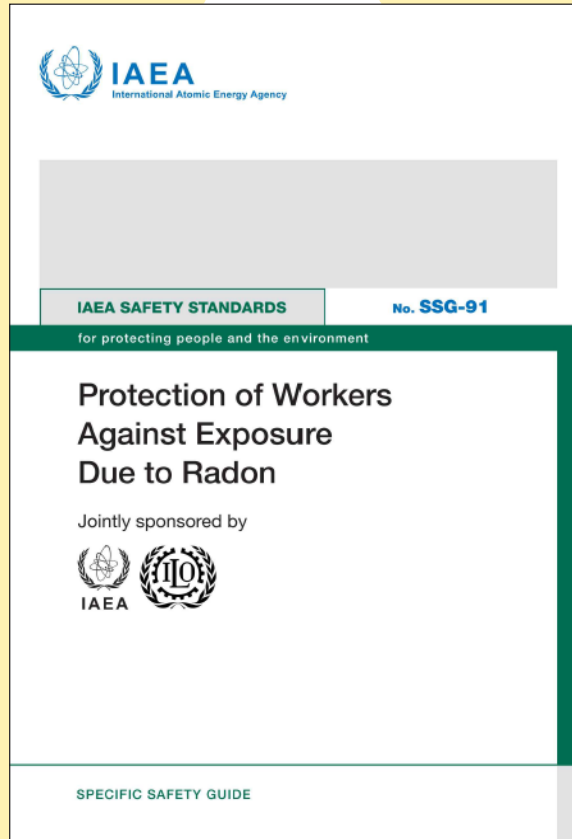 IAEA
International Atomic Energy Agency
IAEA SAFETY STANDARDS
No. SSG-91
for protecting people and the environment
Protection of Workers
Against Exposure
Due to Radon
Jointly sponsored by
ILO
IAEA
SPECIFIC SAFETY GUIDE